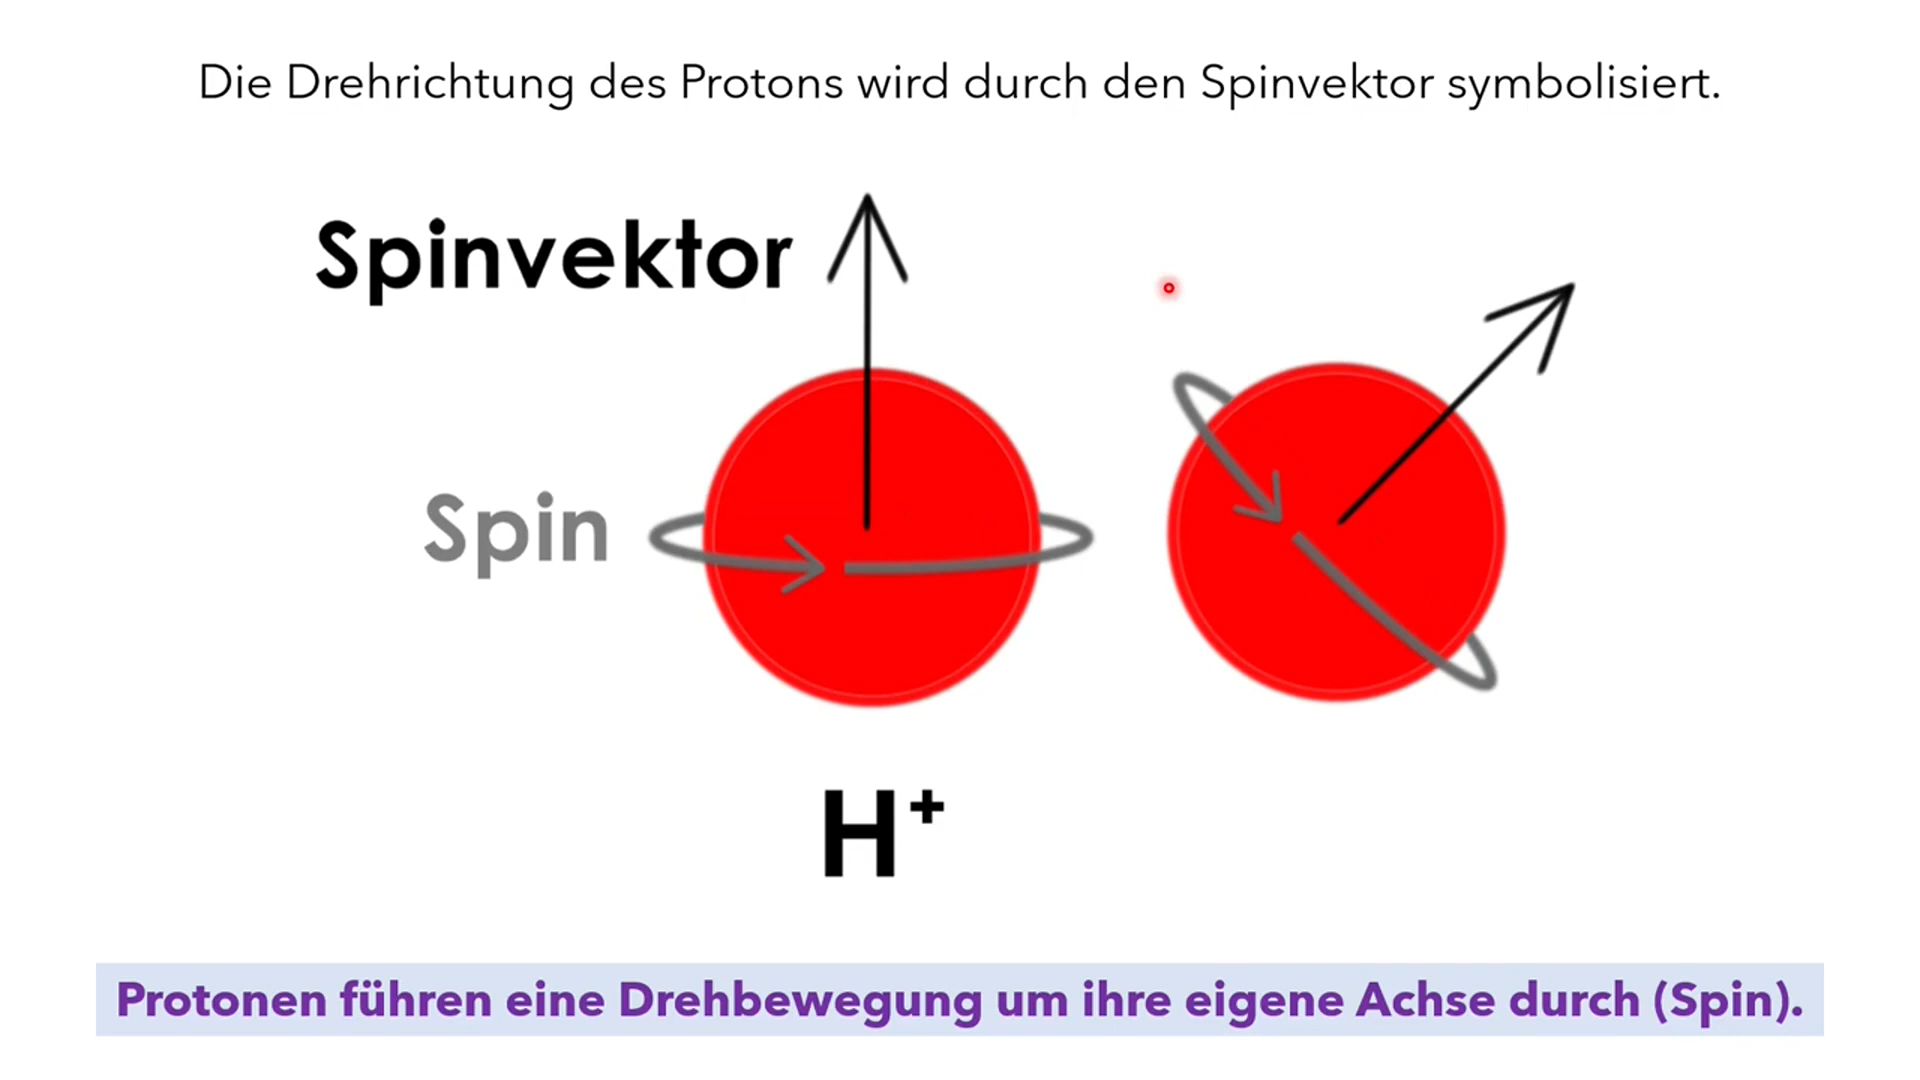 Die Drehrichtung des Protons wird durch den Spinvektor symbolisiert.
Spinvektor
Spin
H⁺
Protonen führen eine Drehbewegung um ihre eigene Achse durch (Spin).